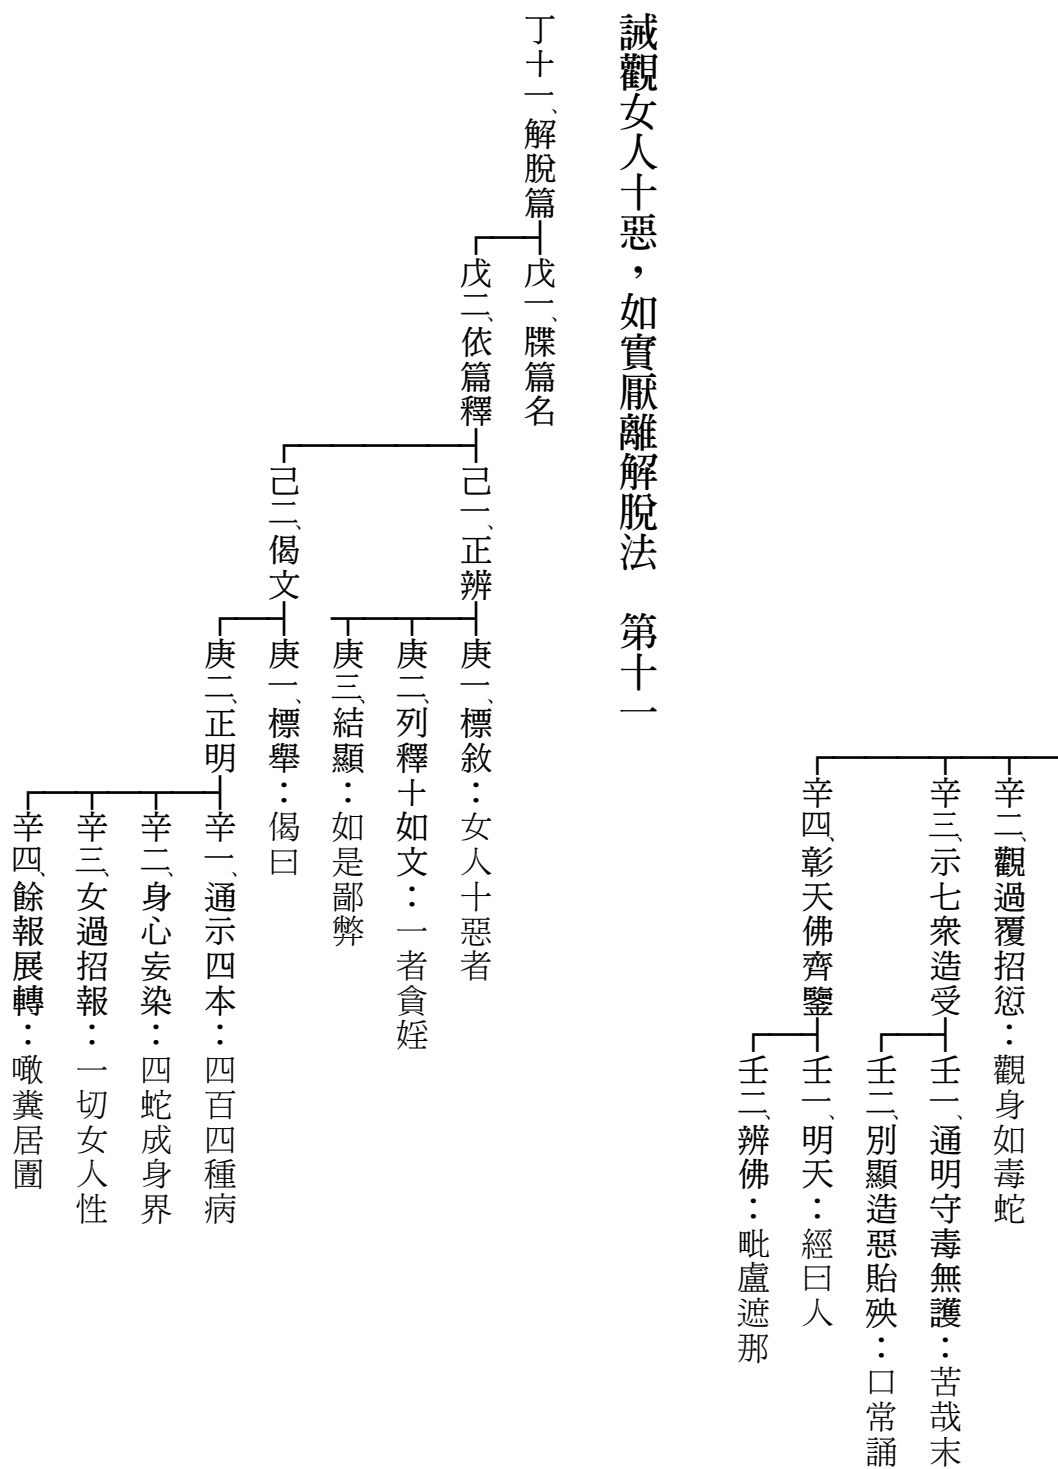 辛二、觀過覆招愆：觀身如毒蛇
辛三、示七衆造受
壬一、通明守毒無護：苦哉末
壬二、別顯造惡貽殃：口常誦
辛四、彰天佛齊鑒
壬一、明天：經曰人
壬二、辨佛：毗盧遮那
誡觀女人十惡，如實厭離解脫法　第十一
丁十一、解脫篇
戊一、牒篇名
戊二、依篇釋
己一、正辨
庚一、標敘：女人十惡者
庚二、列釋十如文：一者貪婬
庚三、結顯：如是鄙弊
己二、偈文
庚一、標舉：偈曰
庚二、正明
辛一、通示四本：四百四種病
辛二、身心妄染：四蛇成身界
辛三、女過招報：一切女人性
辛四、餘報展轉：噉糞居圊